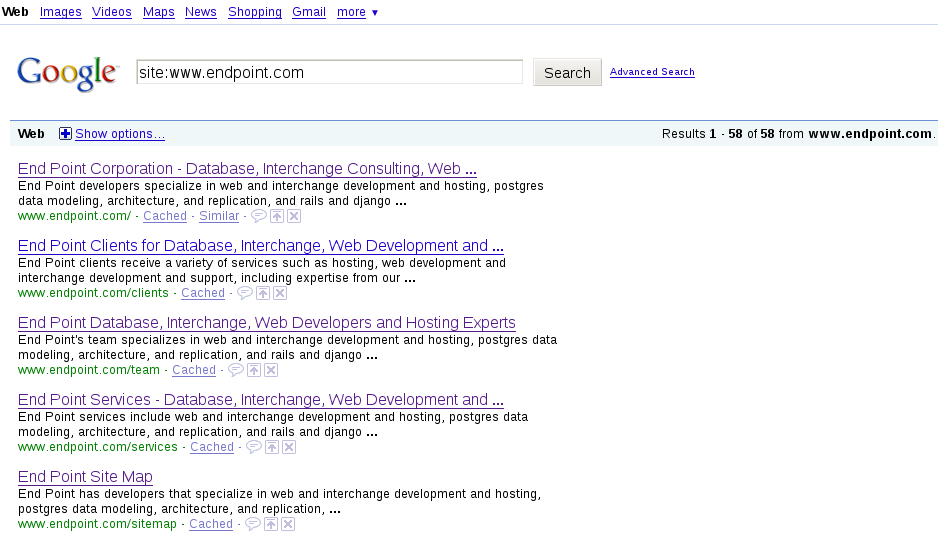 Web Images Videos Maps News Shopping Gmail more ▼
Google site:www.endpoint.com Search Advanced Search
Web Show options... Results 1 - 58 of 58 from www.endpoint.com.
End Point Corporation - Database, Interchange Consulting, Web ...
End Point developers specialize in web and interchange development and hosting, postgres
data modeling, architecture, and replication, and rails and django ...
www.endpoint.com/ - Cached - Similar -
End Point Clients for Database, Interchange, Web Development and ...
End Point clients receive a variety of services such as hosting, web development and
interchange development and support, including expertise from our ...
www.endpoint.com/clients - Cached -
End Point Database, Interchange, Web Developers and Hosting Experts
End Point's team specializes in web and interchange development and hosting, postgres data
modeling, architecture, and replication, and rails and django ...
www.endpoint.com/team - Cached -
End Point Services - Database, Interchange, Web Development and ...
End Point services include web and interchange development and hosting, postgres data
modeling, architecture, and replication, and rails and django ...
www.endpoint.com/services - Cached -
End Point Site Map
End Point has developers that specialize in web and interchange development and hosting,
postgres data modeling, architecture, and replication, ...
www.endpoint.com/sitemap - Cached -